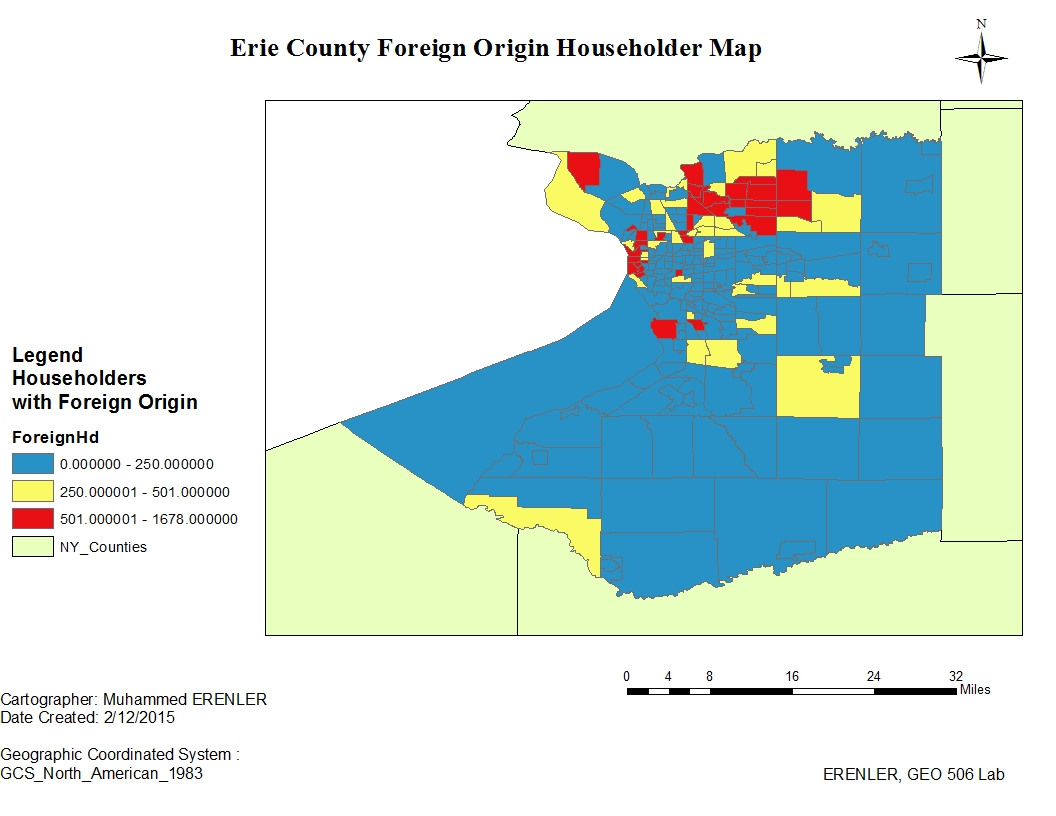 Erie County Foreign Origin Householder Map
N
Legend
Householders
with Foreign Origin
ForeignHd
0.000000 - 250.000000
250.000001 - 501.000000
501.000001 - 1678.000000
NY_Counties
0 4 8 16 24 32
Miles
Cartographer: Muhammed ERENLER
Date Created: 2/12/2015
Geographic Coordinated System :
GCS_North_American_1983
ERENLER, GEO 506 Lab